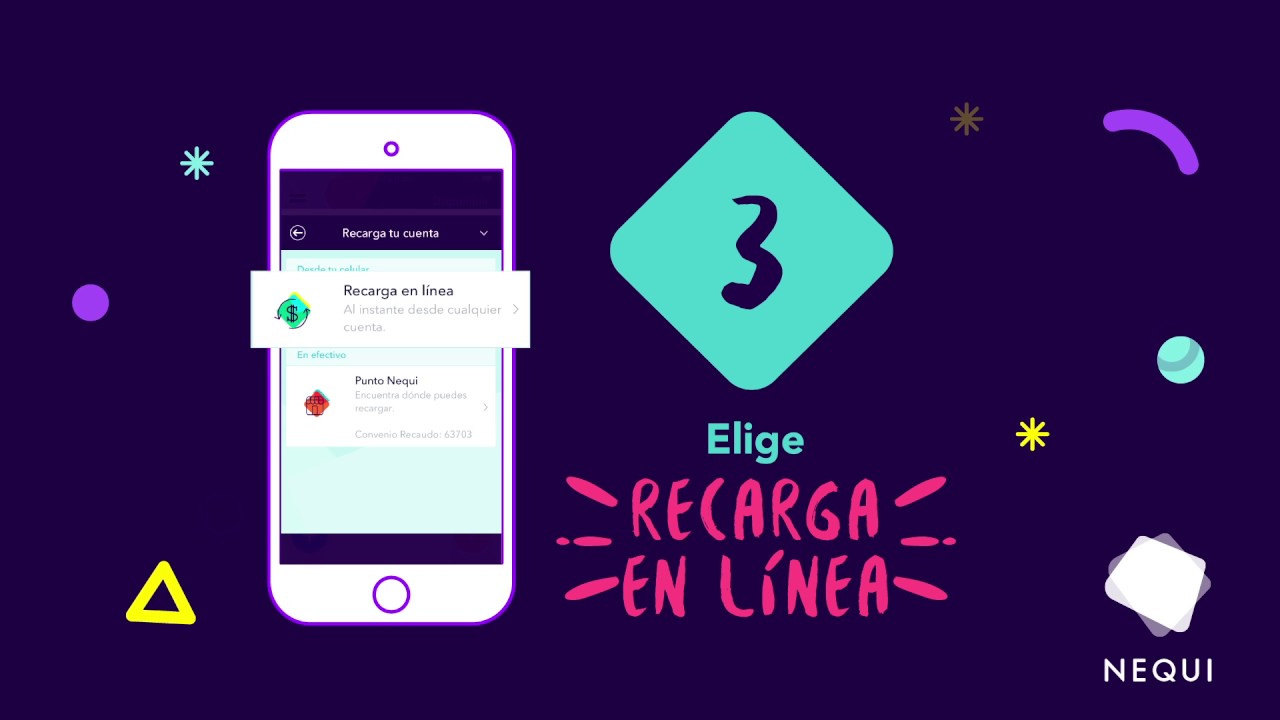 Recarga tu cuenta
Desde tu celular
Recarga en línea
Al instante desde cualquier
cuenta.
En efectivo
Punto Nequi
Encuentra dónde puedes
recargar.
Convenio Recaudo: 63703
3
Elige
RECARGA
EN LÍNEA
NEQUI